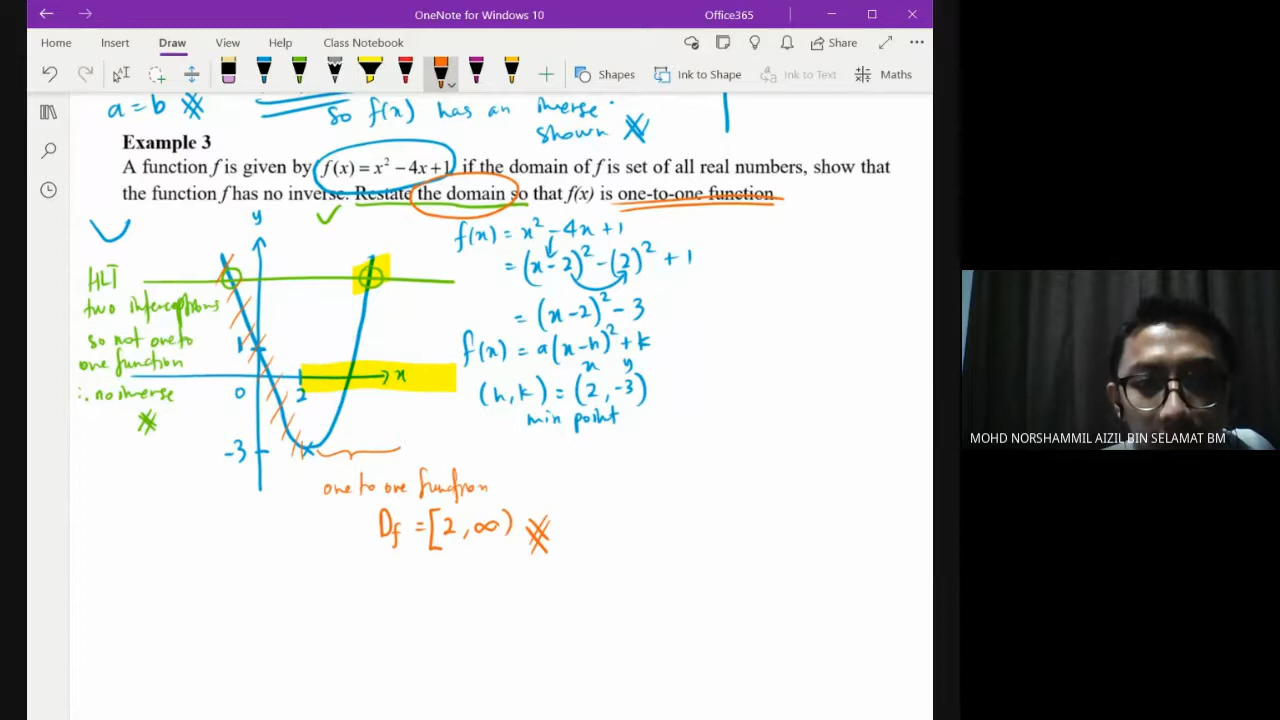 OneNote for Windows 10
Office365
Home Insert Draw View Help Class Notebook
Share
Shapes Ink to Shape Ink to Text Maths
a = b
so f(x) has an inverse.
shown
Example 3
A function f is given by f(x) = x² − 4x + 1 if the domain of f is set of all real numbers, show that
the function f has no inverse. Restate the domain so that f(x) is one-to-one function.
y
f(x) = x² − 4x + 1
= (x − 2)² − (2)² + 1
HLT
two interceptions
so not one to
one function
∴ no inverse
= (x − 2)² − 3
f(x) = a(x − h)² + k
x y
(h, k) = (2, −3)
min point
1
x
0 2
−3
one to one function
D_f = [2, ∞)
MOHD NORSHAMMIL AIZIL BIN SELAMAT BM